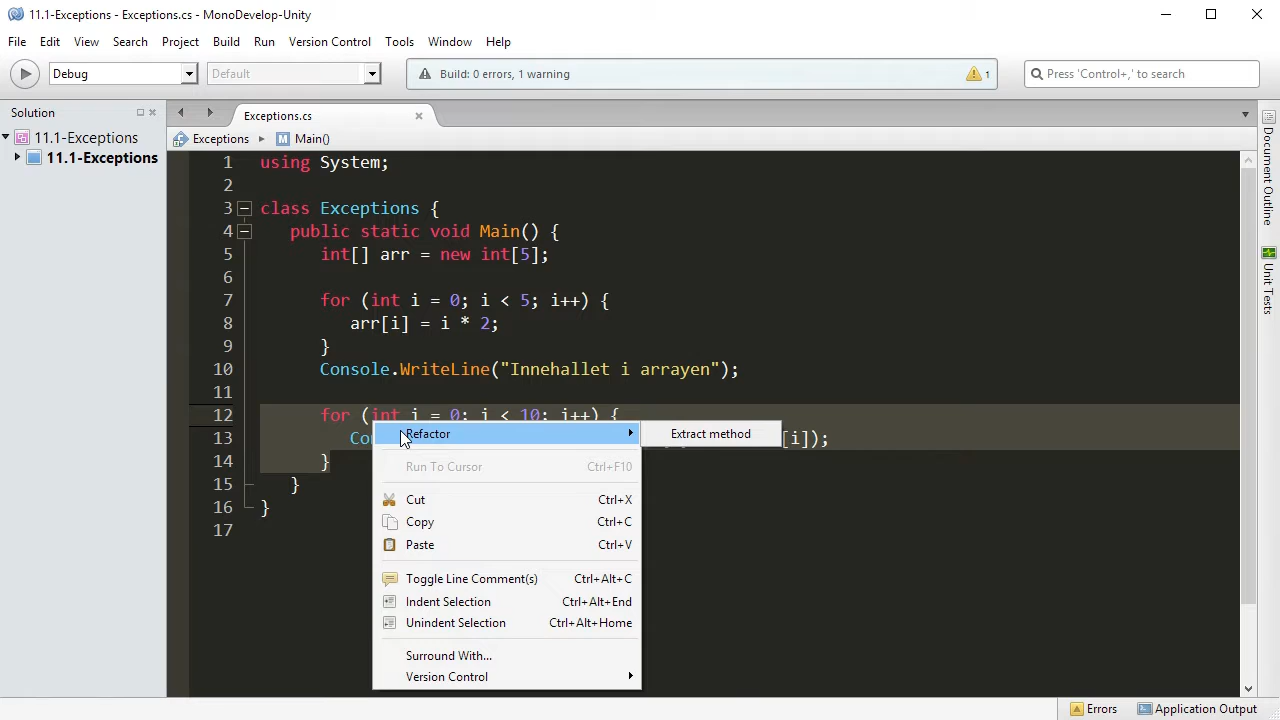 11.1-Exceptions - Exceptions.cs - MonoDevelop-Unity
File Edit View Search Project Build Run Version Control Tools Window Help
Debug Default Build: 0 errors, 1 warning 1 Press 'Control+,' to search
Solution
11.1-Exceptions
11.1-Exceptions
Exceptions.cs
Exceptions Main()
1 using System;
2
3 class Exceptions {
4 public static void Main() {
5 int[] arr = new int[5];
6
7 for (int i = 0; i < 5; i++) {
8 arr[i] = i * 2;
9 }
10 Console.WriteLine("Innehallet i arrayen");
11
12 for (int i = 0; i < 10; i++) {
13 Co [i]);
14 }
15 }
16 }
17
Refactor
Extract method
Run To Cursor Ctrl+F10
Cut Ctrl+X
Copy Ctrl+C
Paste Ctrl+V
Toggle Line Comment(s) Ctrl+Alt+C
Indent Selection Ctrl+Alt+End
Unindent Selection Ctrl+Alt+Home
Surround With...
Version Control
Document Outline
Unit Tests
Errors Application Output